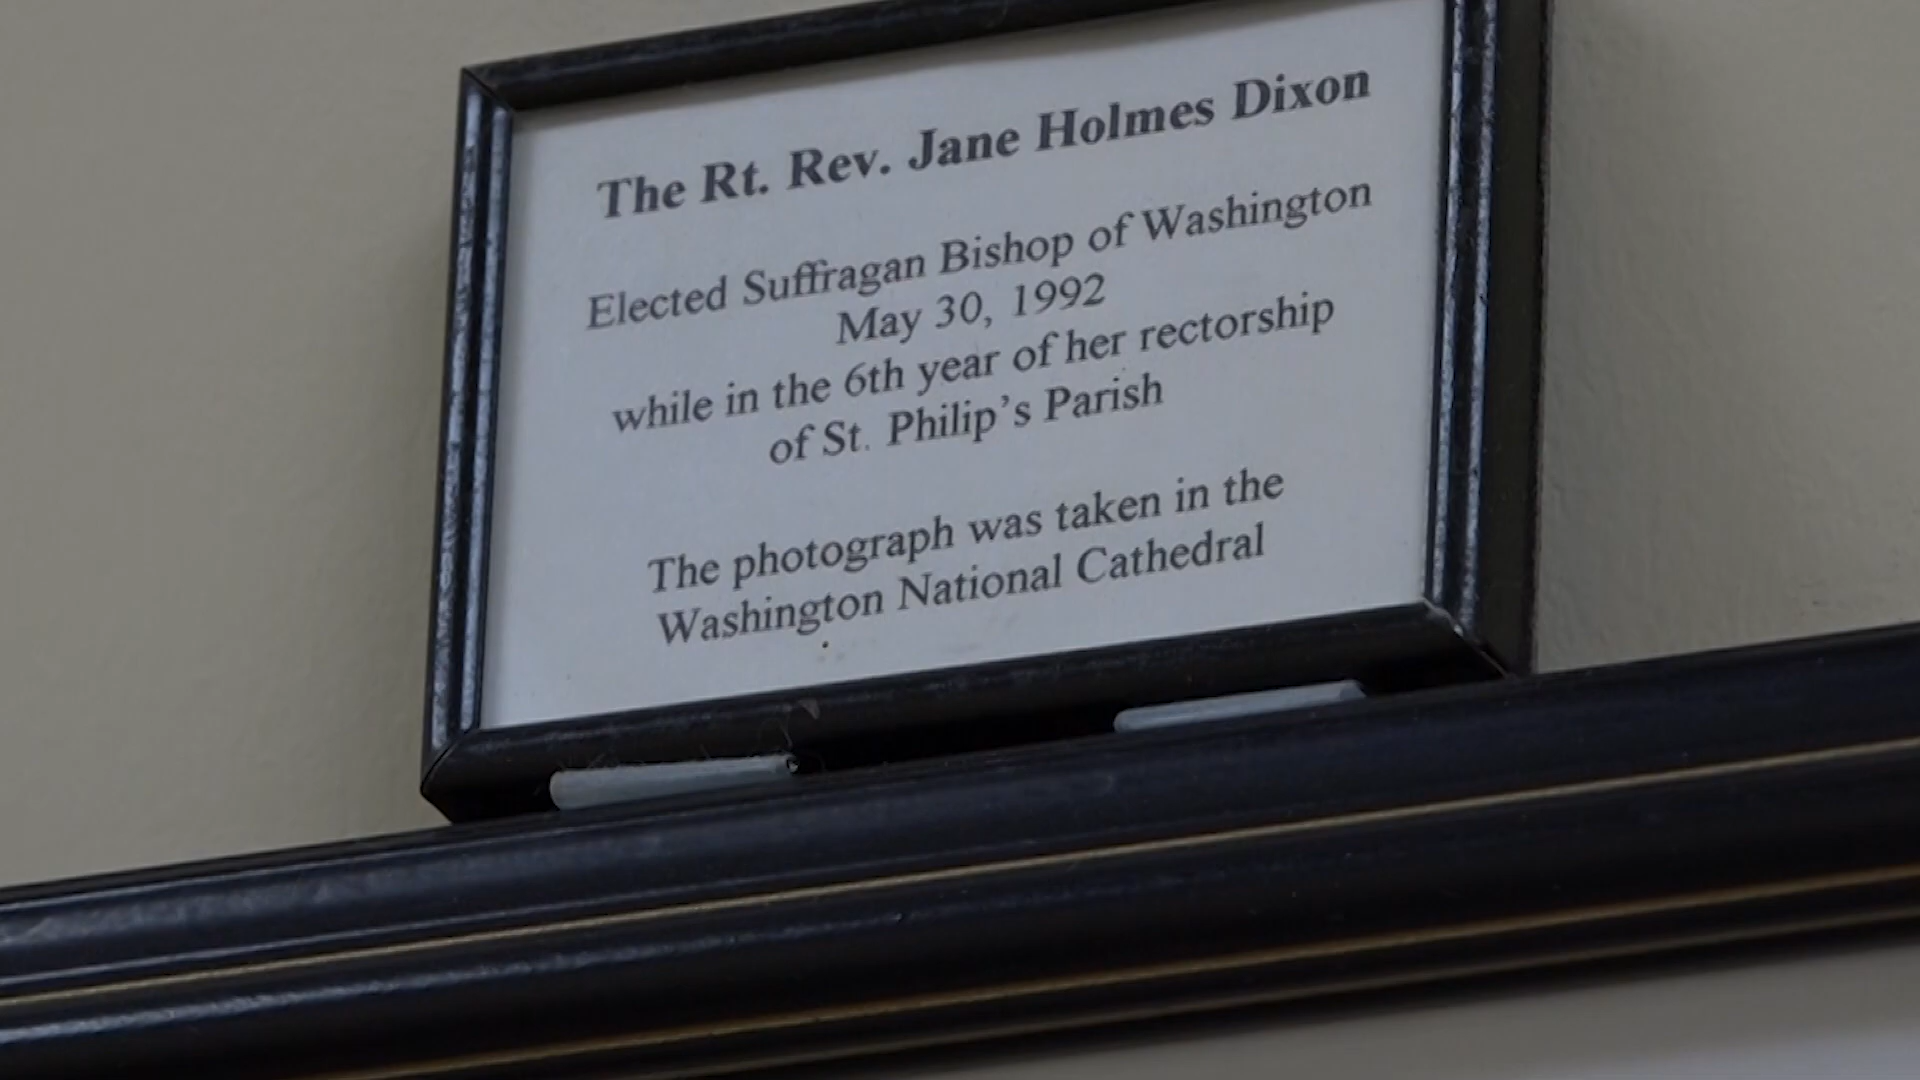 The Rt. Rev. Jane Holmes Dixon
Elected Suffragan Bishop of Washington
May 30, 1992
while in the 6th year of her rectorship
of St. Philip's Parish
The photograph was taken in the
Washington National Cathedral